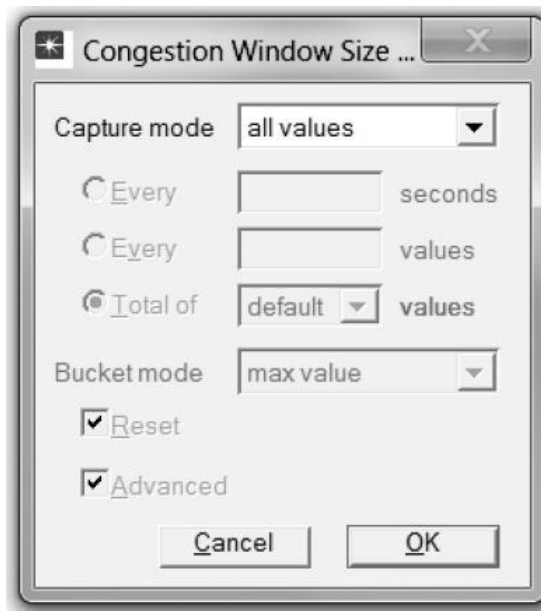 Congestion Window Size ...
Capture mode all values
Every seconds
Every values
Total of default values
Bucket mode max value
Reset
Advanced
Cancel OK